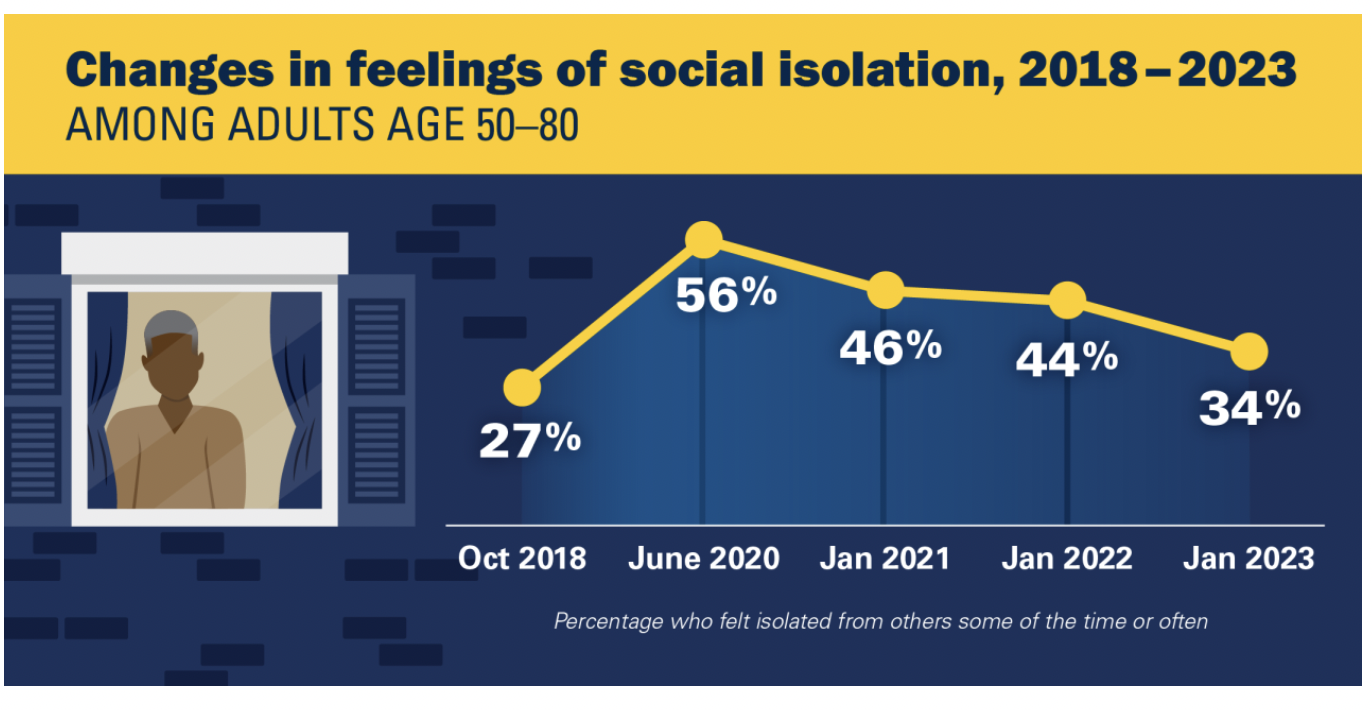 Changes in feelings of social isolation, 2018–2023
AMONG ADULTS AGE 50–80
56%
46%
44%
34%
27%
Oct 2018 June 2020 Jan 2021 Jan 2022 Jan 2023
Percentage who felt isolated from others some of the time or often